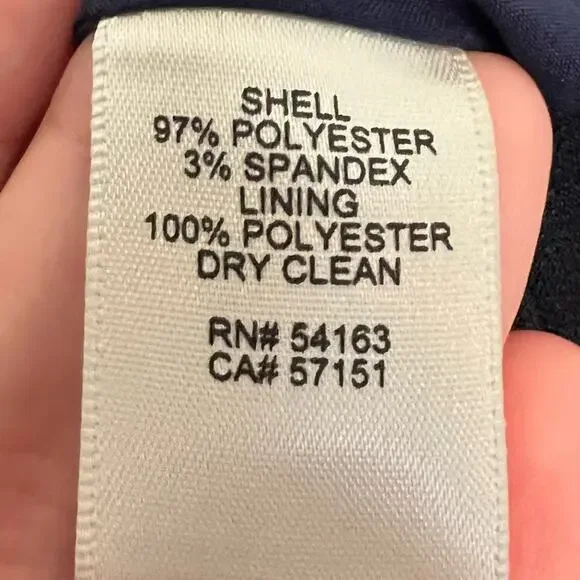 SHELL
97% POLYESTER
3% SPANDEX
LINING
100% POLYESTER
DRY CLEAN
RN# 54163
CA# 57151